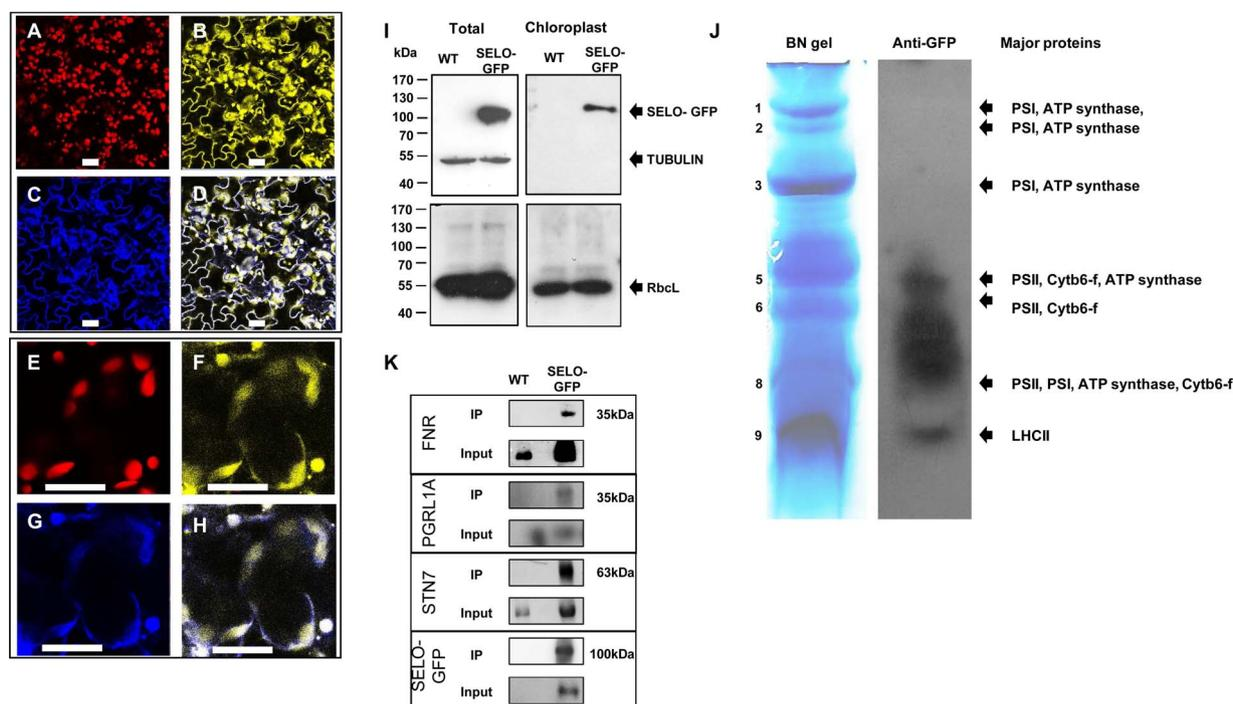 A
B
C
D
E
F
G
H
I
Total Chloroplast
kDa
WT SELO-GFP WT SELO-GFP
170
130
100
70
55
40
SELO- GFP
TUBULIN
170
130
100
70
55
40
RbcL
K
WT SELO-GFP
FNR
IP 35kDa
Input
PGRL1A
IP 35kDa
Input
STN7
IP 63kDa
Input
SELO-GFP
IP 100kDa
Input
J
BN gel Anti-GFP Major proteins
1 PSI, ATP synthase,
2 PSI, ATP synthase
3 PSI, ATP synthase
5 PSII, Cytb6-f, ATP synthase
6 PSII, Cytb6-f
8 PSII, PSI, ATP synthase, Cytb6-f
9 LHCII